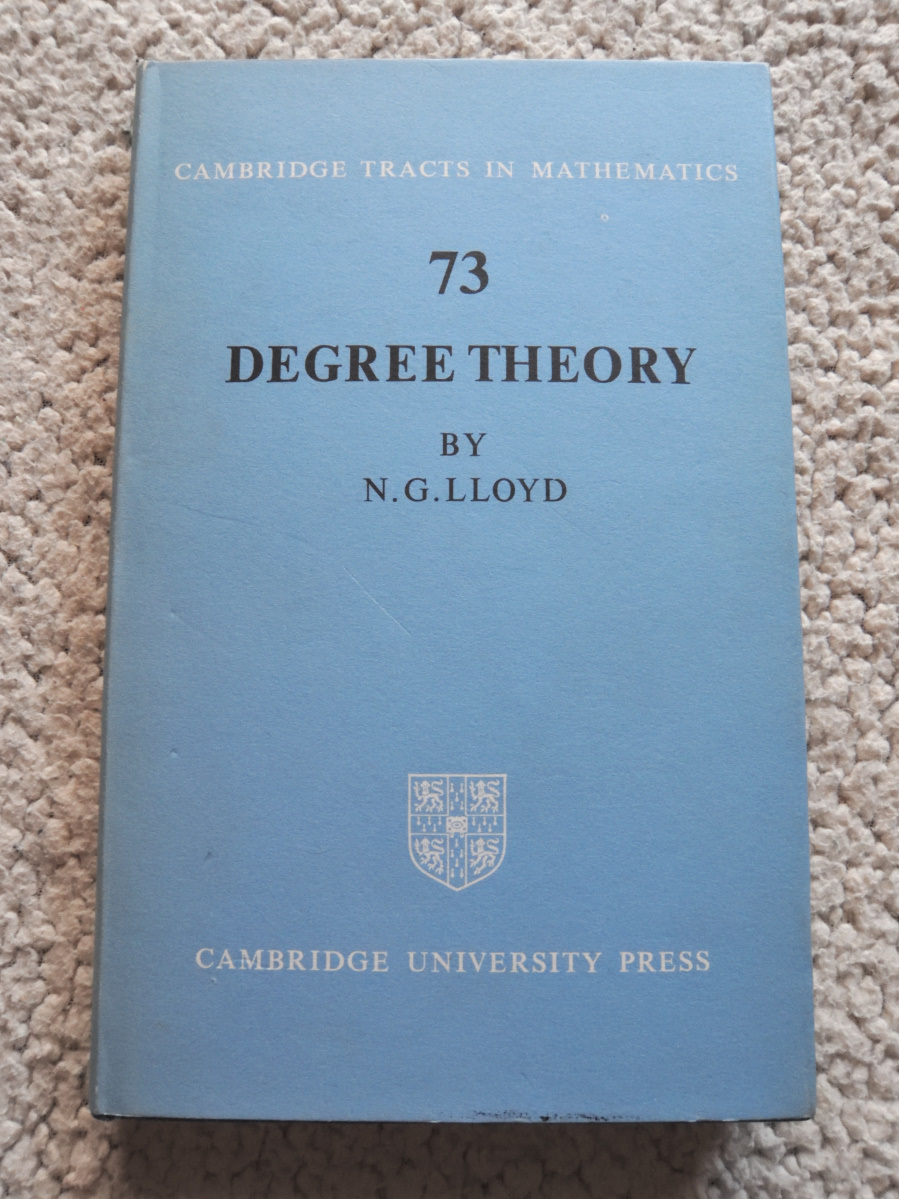 CAMBRIDGE TRACTS IN MATHEMATICS
73
DEGREE THEORY
BY
N.G.LLOYD
CAMBRIDGE UNIVERSITY PRESS